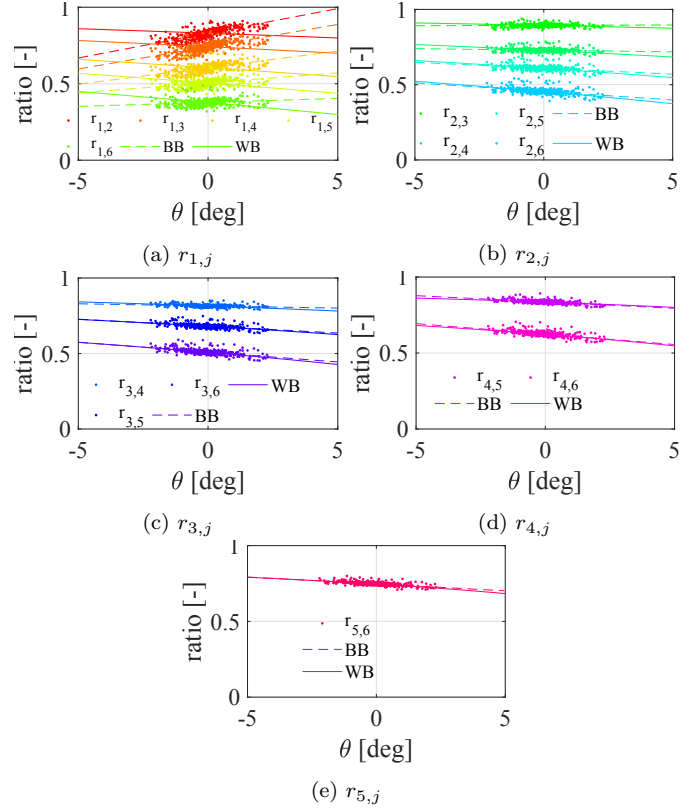 1
ratio [-]
0.5
r1,2 r1,3 r1,4 r1,5
r1,6 BB WB
0
-5 0 5
θ [deg]
(a) r1,j
1
ratio [-]
0.5
r2,3 r2,5 BB
r2,4 r2,6 WB
0
-5 0 5
θ [deg]
(b) r2,j
1
ratio [-]
0.5
r3,4 r3,6 WB
r3,5 BB
0
-5 0 5
θ [deg]
(c) r3,j
1
ratio [-]
0.5
r4,5 r4,6
BB WB
0
-5 0 5
θ [deg]
(d) r4,j
1
ratio [-]
0.5
r5,6
BB
WB
0
-5 0 5
θ [deg]
(e) r5,j